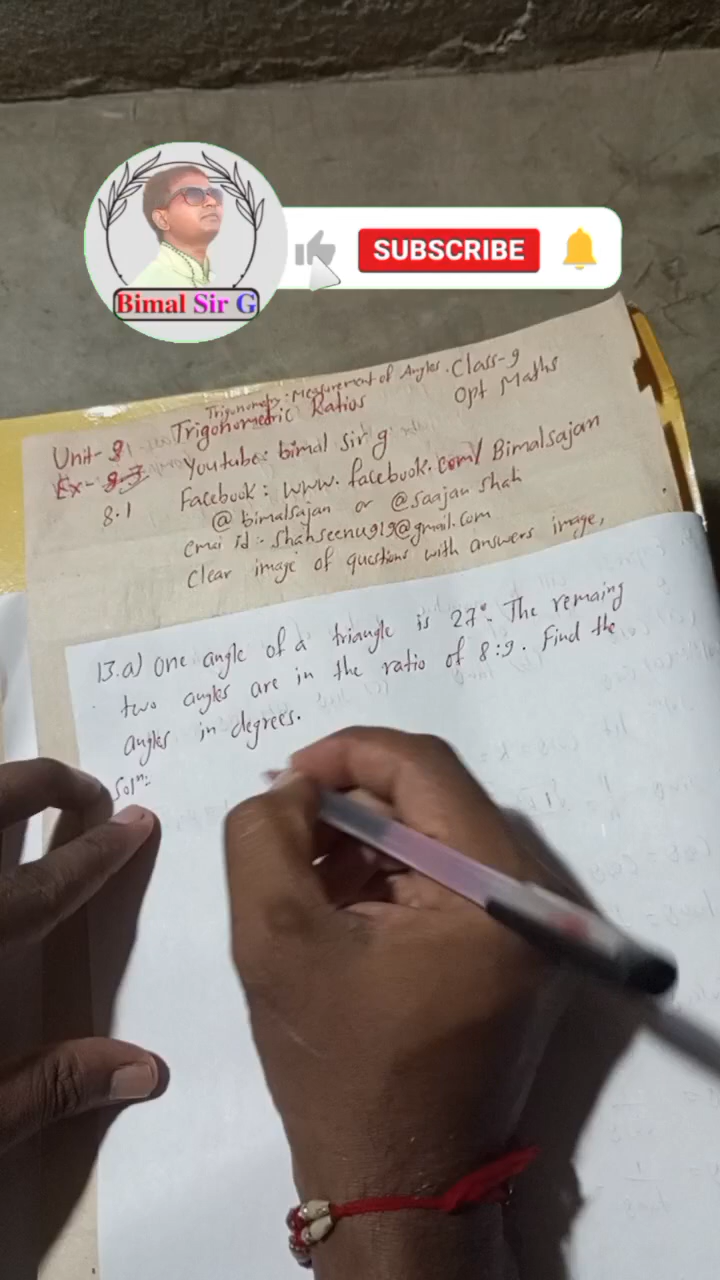 Bimal Sir G
SUBSCRIBE
Trigonometry: Measurement of Angles. Class-9
Unit-8 Trigonometric Ratios Opt Maths
Ex- 8.3 Youtube: bimal sir g
8.1 Facebook: www.facebook.com/Bimalsajan
@bimalsajan or @saajan shah
emai id. shahseenu919@gmail.com
Clear image of questions with answers image,
13.a) One angle of a triangle is 27°. The remaing
two angles are in the ratio of 8:9. Find the
angles in degrees.
Solⁿ: